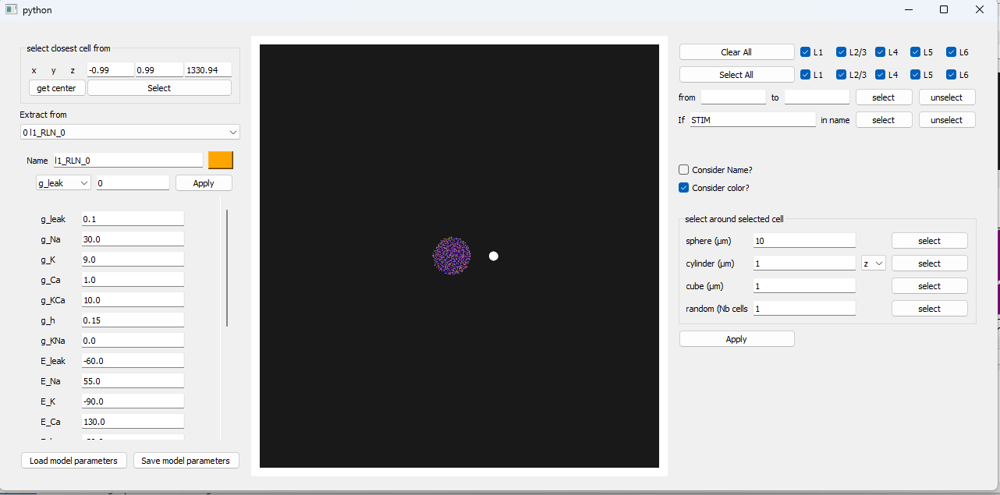 python
select closest cell from
x y z -0.99 0.99 1330.94
get center Select
Extract from
0 l1_RLN_0
Name l1_RLN_0
g_leak 0 Apply
g_leak 0.1
g_Na 30.0
g_K 9.0
g_Ca 1.0
g_KCa 10.0
g_h 0.15
g_KNa 0.0
E_leak -60.0
E_Na 55.0
E_K -90.0
E_Ca 130.0
Load model parameters Save model parameters
Clear All L1 L2/3 L4 L5 L6
Select All L1 L2/3 L4 L5 L6
from to select unselect
If STIM in name select unselect
Consider Name?
Consider color?
select around selected cell
sphere (µm) 10 select
cylinder (µm) 1 z select
cube (µm) 1 select
random (Nb cells 1 select
Apply